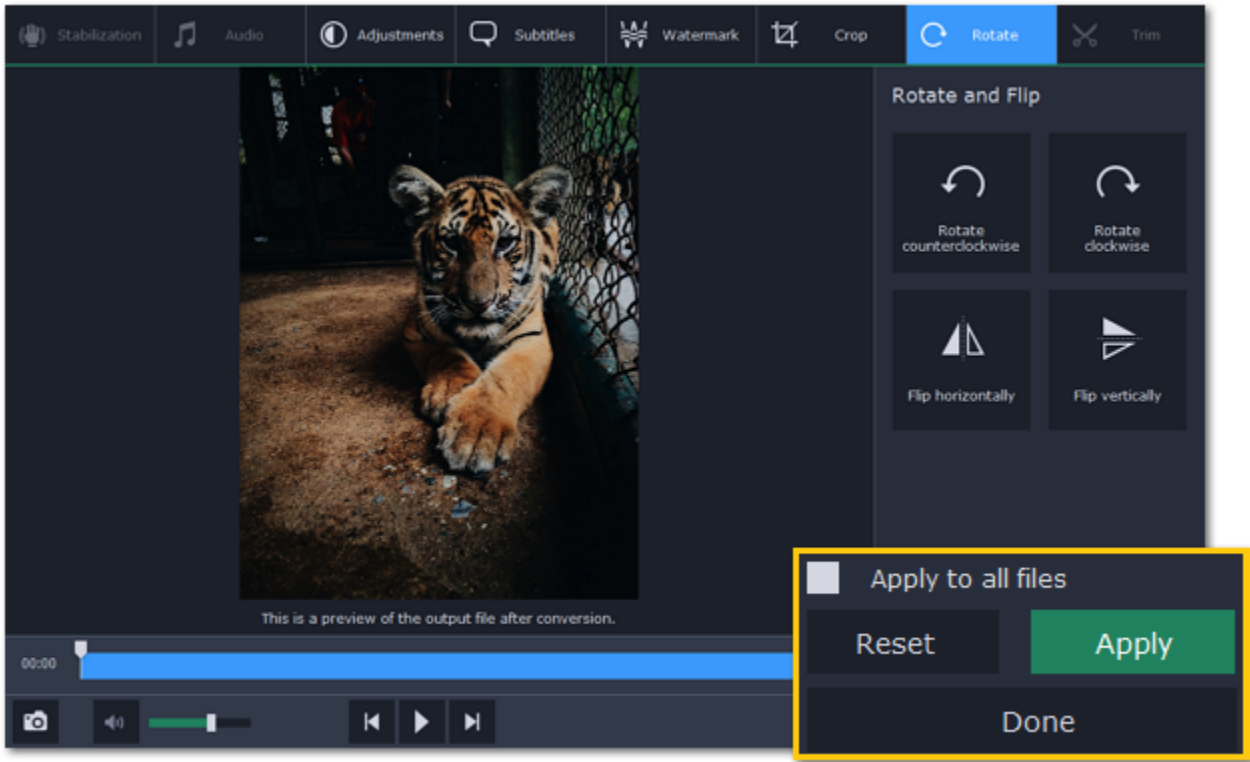 Stabilization
Audio
Adjustments
Subtitles
Watermark
Crop
Rotate
Trim
Rotate and Flip
Rotate
counterclockwise
Rotate
clockwise
Flip horizontally
Flip vertically
This is a preview of the output file after conversion.
00:00
Apply to all files
Reset
Apply
Done